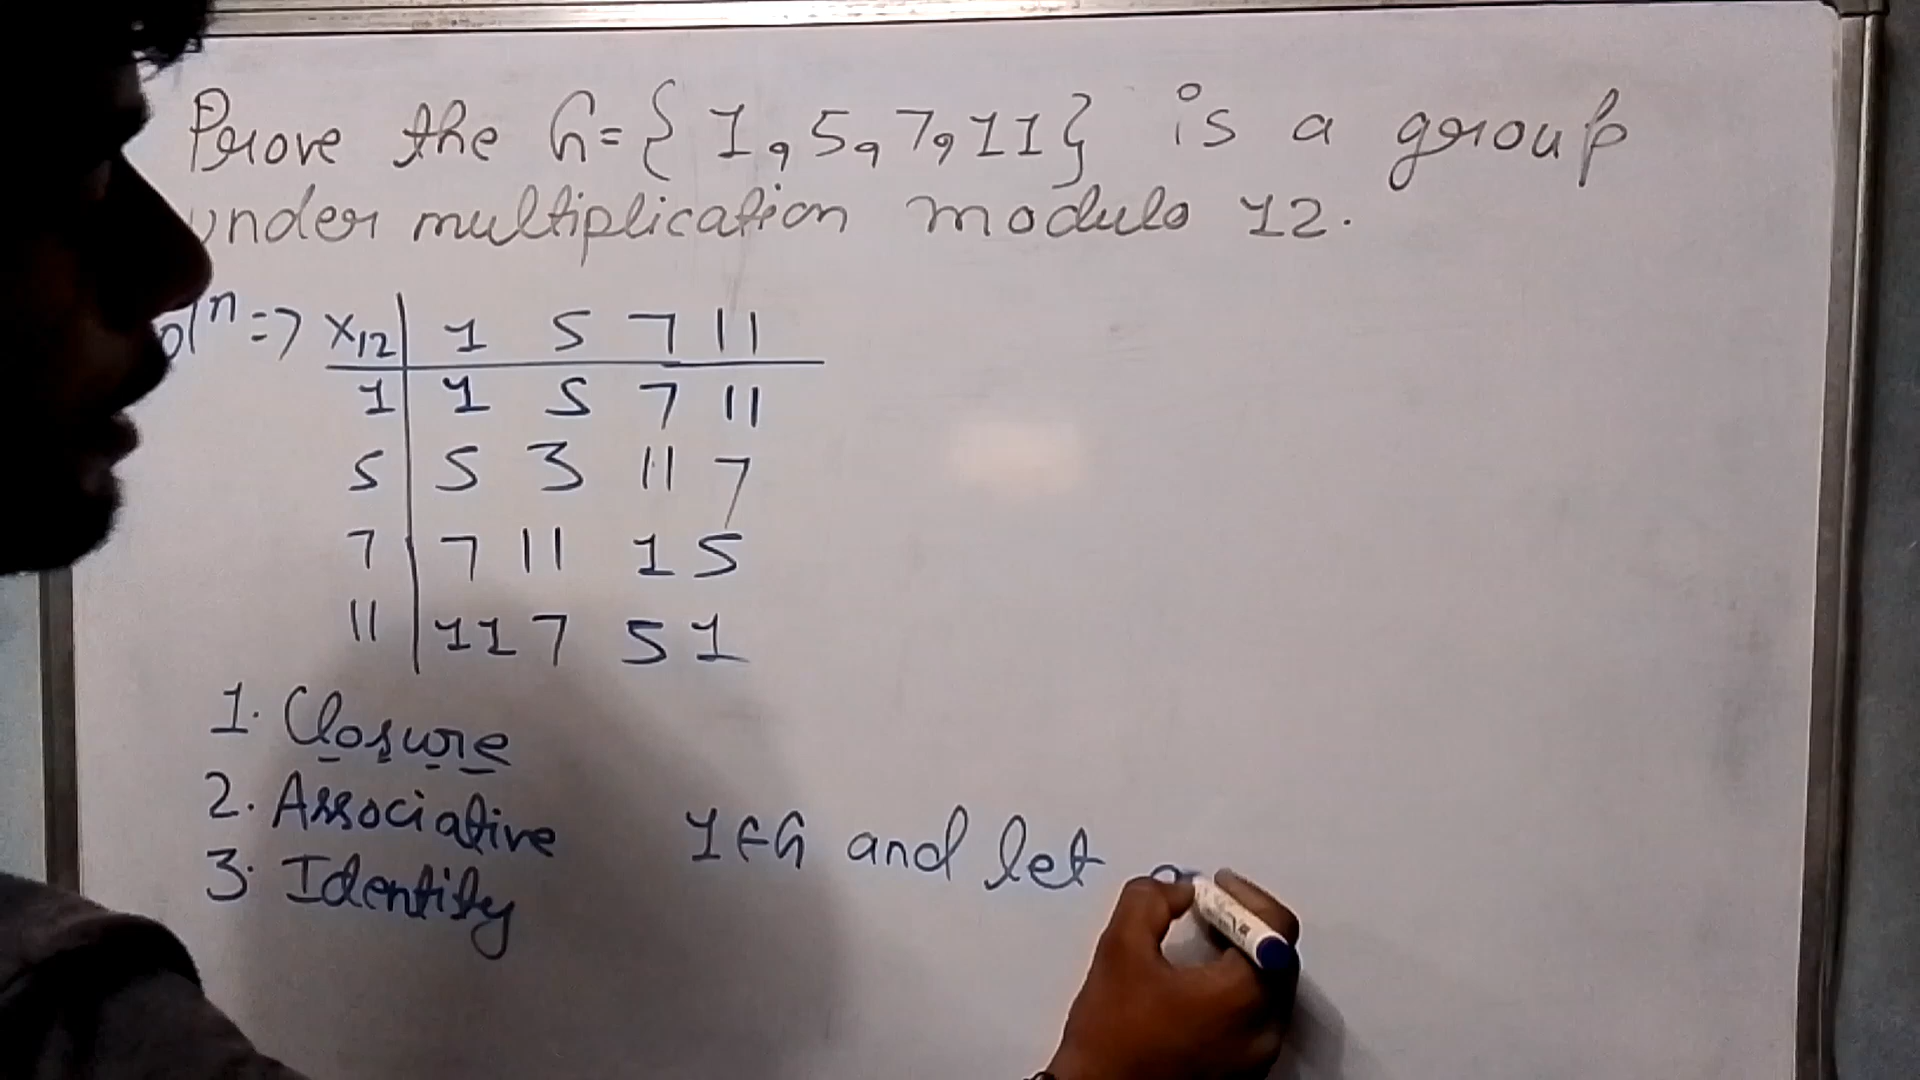 Prove the G={1,5,7,11} is a group
under multiplication modulo 12.
olⁿ => ×₁₂ 1 5 7 11
1 1 5 7 11
5 5 3 11 7
7 7 11 1 5
11 11 7 5 1
1. Closure
2. Associative
3. Identity 1∈G and let